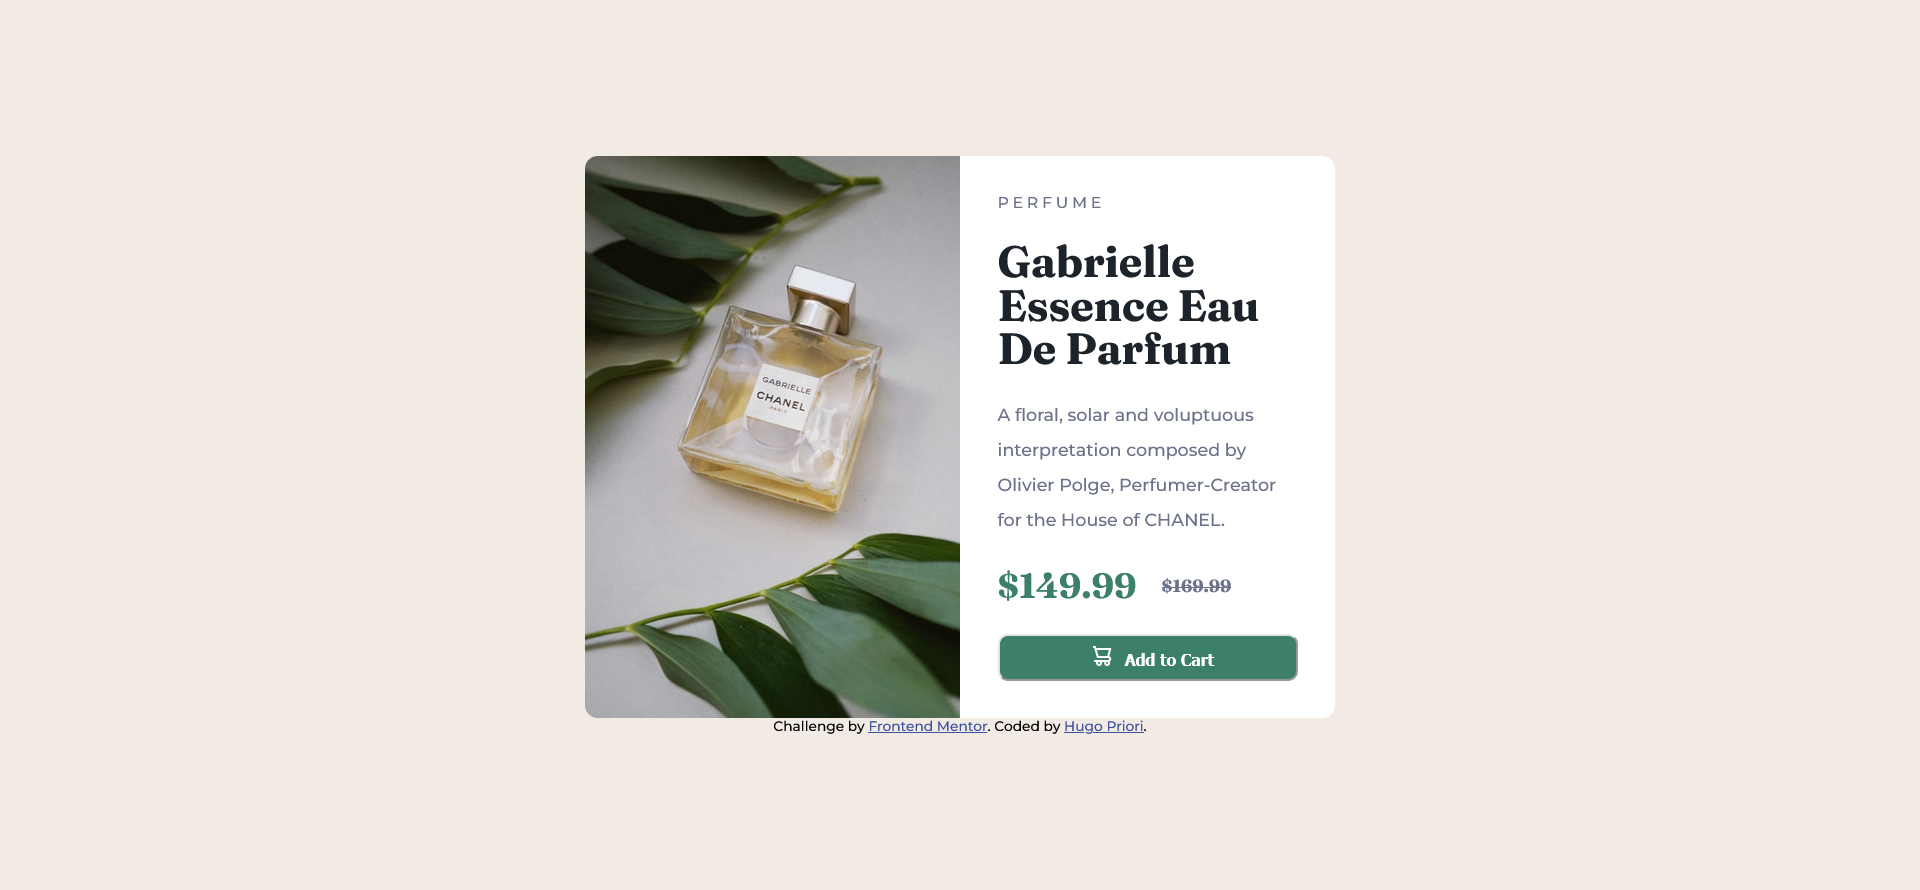 GABRIELLE
CHANEL
PARIS
PERFUME
Gabrielle
Essence Eau
De Parfum
A floral, solar and voluptuous
interpretation composed by
Olivier Polge, Perfumer-Creator
for the House of CHANEL.
$149.99 $169.99
Add to Cart
Challenge by Frontend Mentor. Coded by Hugo Priori.